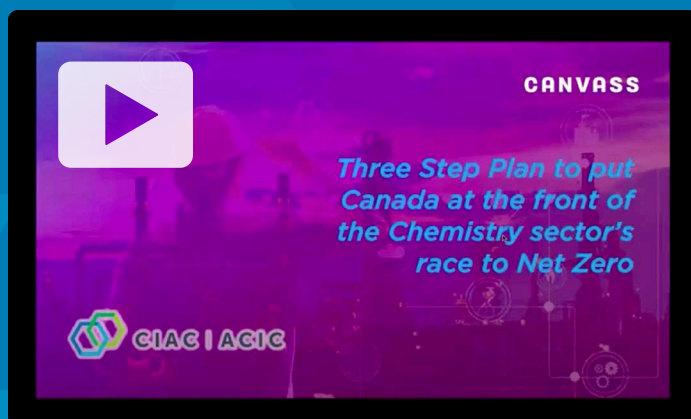 CANVASS
Three Step Plan to put
Canada at the front of
the Chemistry sector's
race to Net Zero
CIAC | ACIC